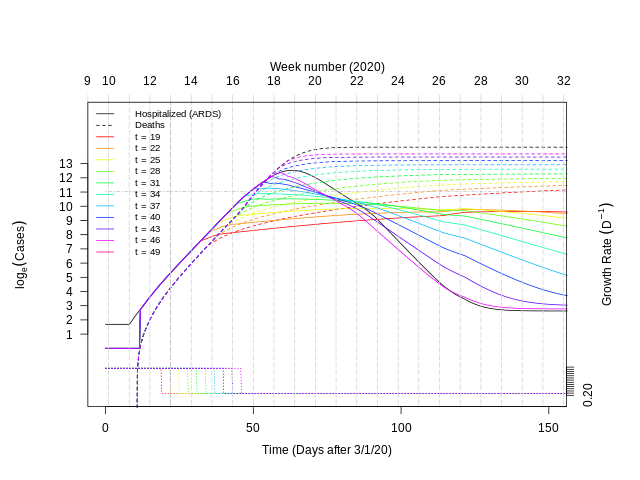 Week number (2020)
9 10 12 14 16 18 20 22 24 26 28 30 32
Hospitalized (ARDS)
Deaths
t = 19
t = 22
t = 25
t = 28
t = 31
t = 34
t = 37
t = 40
t = 43
t = 46
t = 49
13
12
11
10
9
8
7
6
5
4
3
2
1
logₑ(Cases)
Growth Rate (D⁻¹)
0.20
0 50 100 150
Time (Days after 3/1/20)